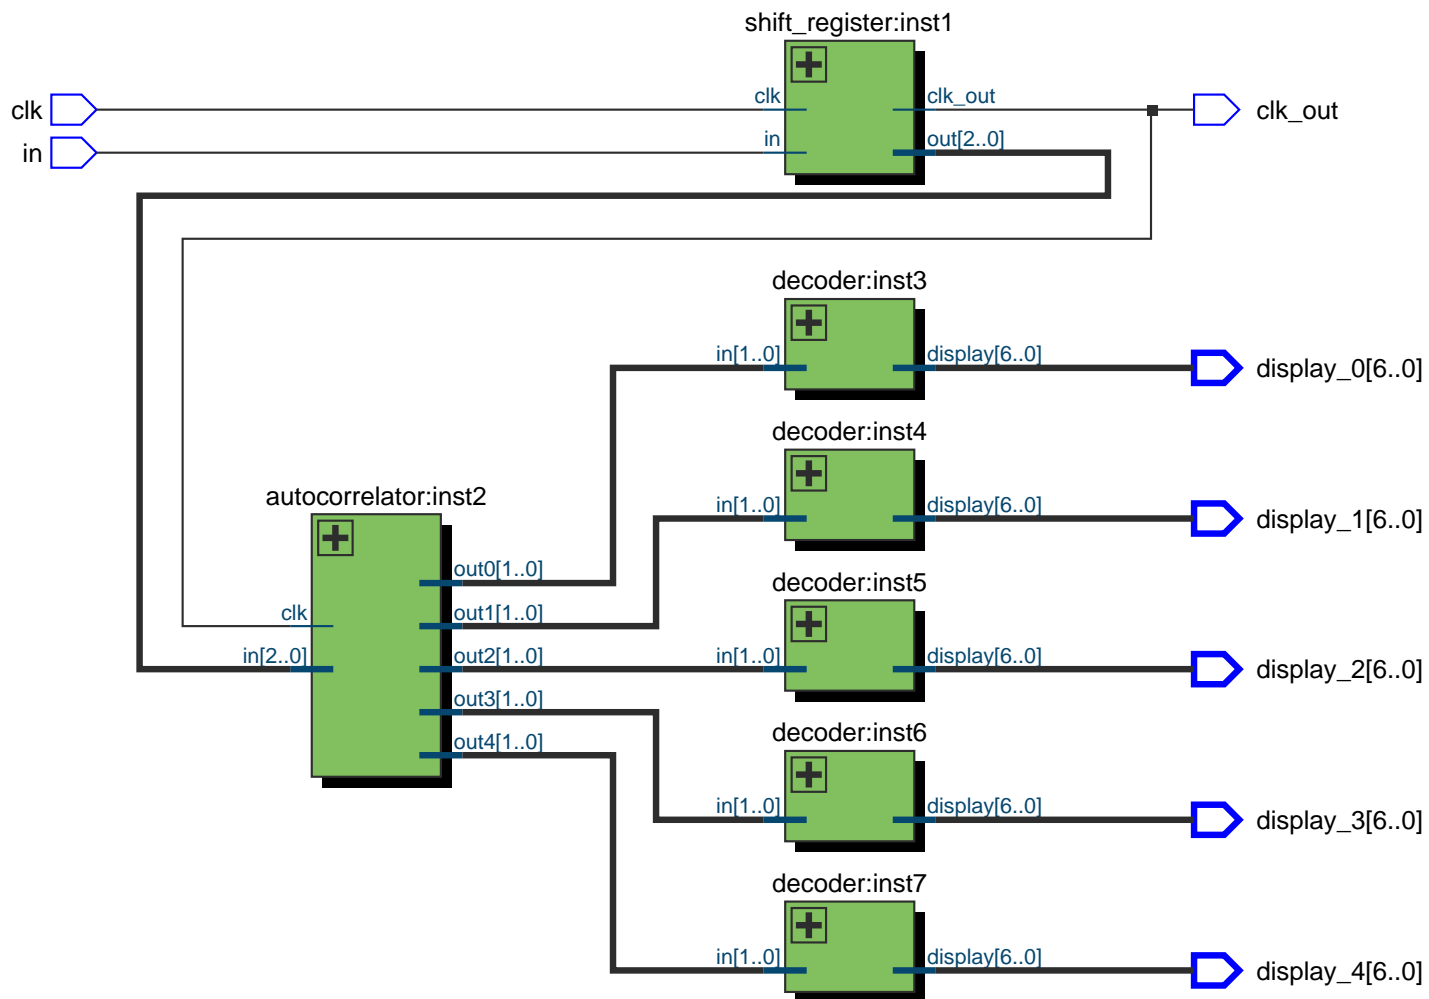 shift_register:inst1
clk
clk
clk_out
clk_out
in
in
out[2..0]
decoder:inst3
in[1..0]
display[6..0]
display_0[6..0]
decoder:inst4
in[1..0]
display[6..0]
display_1[6..0]
autocorrelator:inst2
clk
in[2..0]
out0[1..0]
out1[1..0]
out2[1..0]
out3[1..0]
out4[1..0]
decoder:inst5
in[1..0]
display[6..0]
display_2[6..0]
decoder:inst6
in[1..0]
display[6..0]
display_3[6..0]
decoder:inst7
in[1..0]
display[6..0]
display_4[6..0]